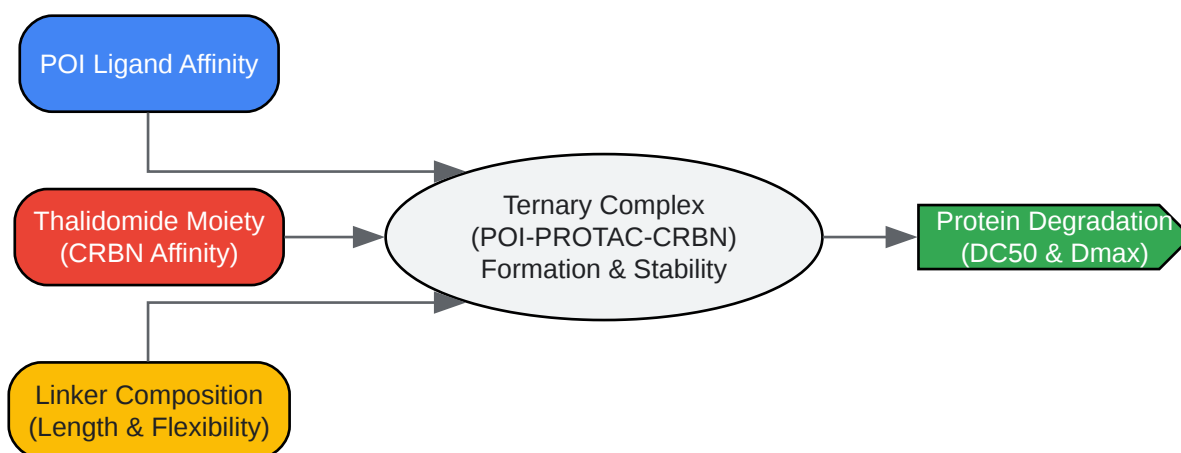 POI Ligand Affinity
Thalidomide Moiety
(CRBN Affinity)
Linker Composition
(Length & Flexibility)
Ternary Complex
(POI-PROTAC-CRBN)
Formation & Stability
Protein Degradation
(DC50 & Dmax)